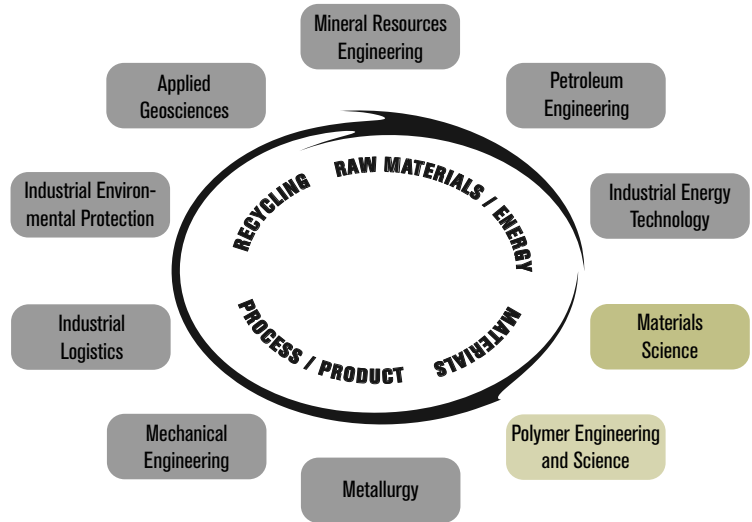 Mineral Resources
Engineering
Applied
Geosciences
Petroleum
Engineering
Industrial Environ-
mental Protection
RECYCLING
RAW MATERIALS / ENERGY
Industrial Energy
Technology
Industrial
Logistics
PROCESS / PRODUCT
MATERIALS
Materials
Science
Mechanical
Engineering
Polymer Engineering
and Science
Metallurgy